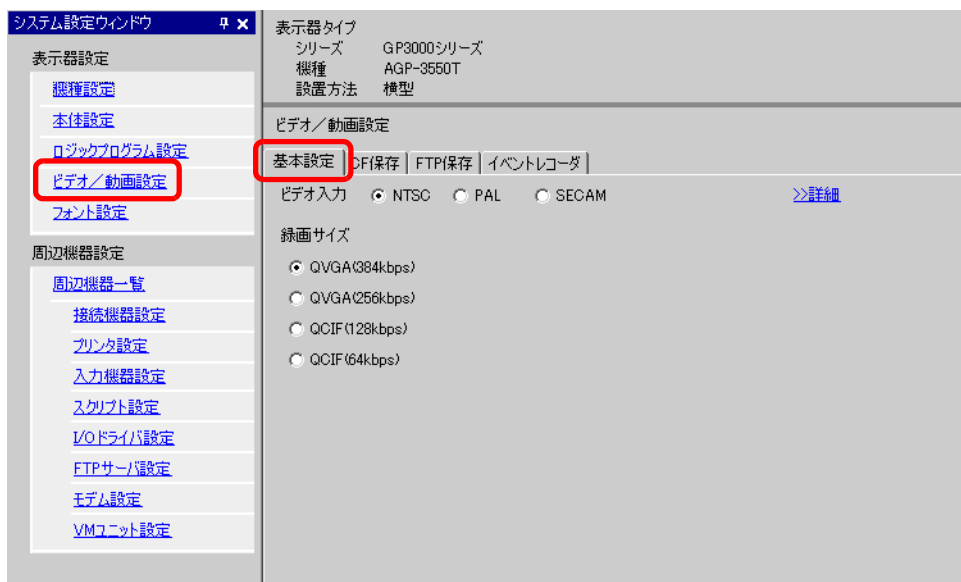 システム設定ウィンドウ
表示器設定
機種設定
本体設定
ロジックプログラム設定
ビデオ／動画設定
フォント設定
周辺機器設定
周辺機器一覧
接続機器設定
プリンタ設定
入力機器設定
スクリプト設定
I/Oドライバ設定
FTPサーバ設定
モデム設定
VMユニット設定
表示器タイプ
シリーズ GP3000シリーズ
機種 AGP-3550T
設置方法 横型
ビデオ／動画設定
基本設定 CF保存 FTP保存 イベントレコーダ
ビデオ入力 NTSC PAL SECAM >>詳細
録画サイズ
QVGA(384kbps)
QVGA(256kbps)
QCIF(128kbps)
QCIF(64kbps)